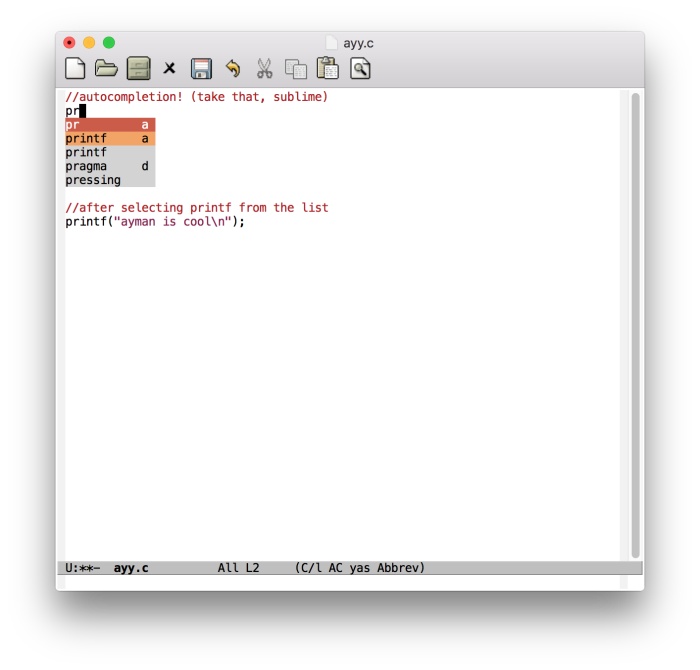 ayy.c
//autocompletion! (take that, sublime)
pr
pr a
printf a
printf
pragma d
pressing
//after selecting printf from the list
printf("ayman is cool\n");
U:**- ayy.c All L2 (C/l AC yas Abbrev)